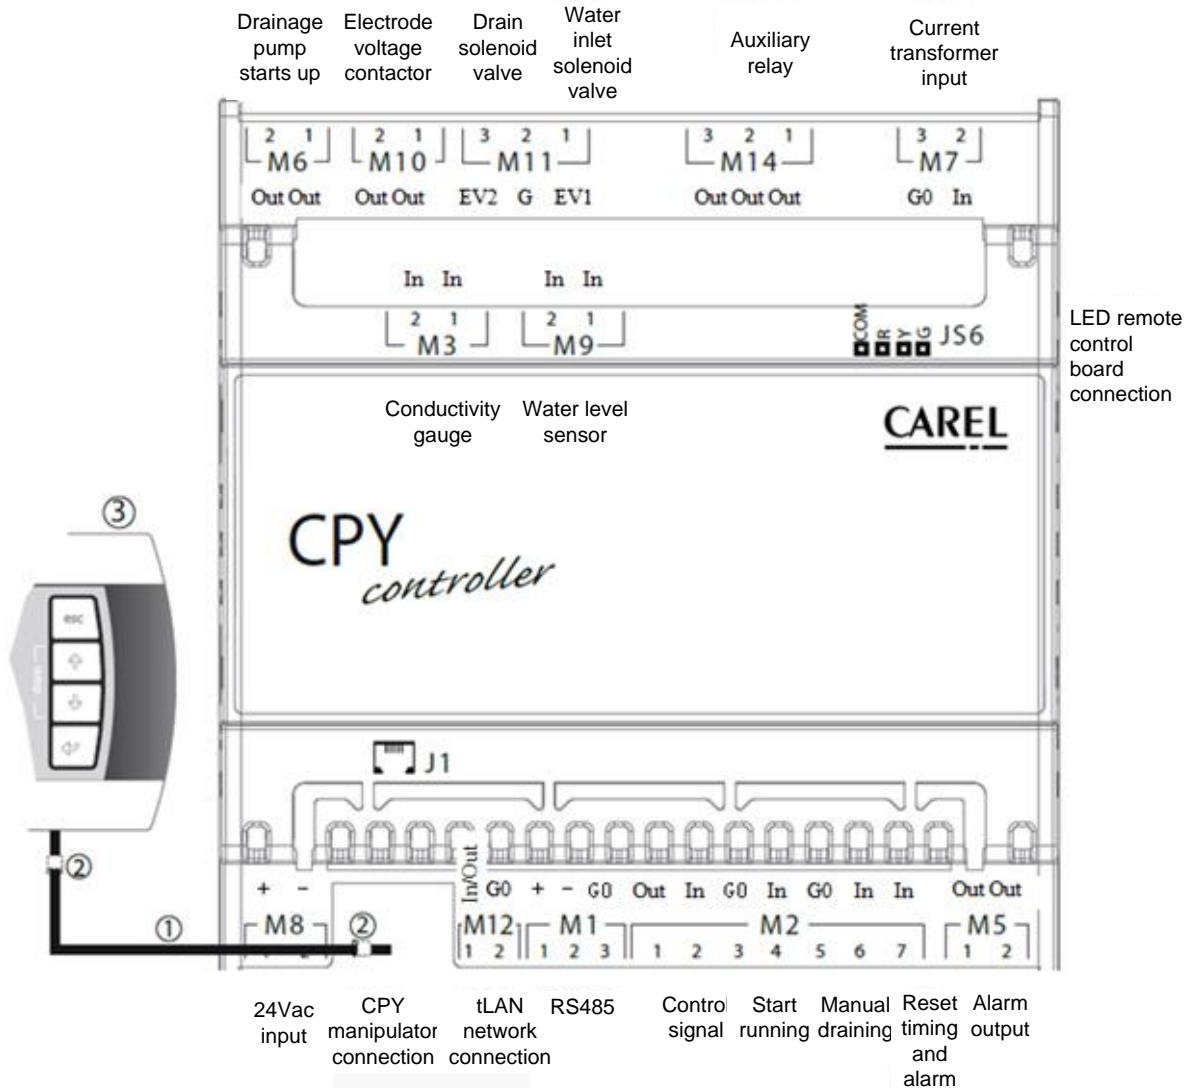 Drainage pump starts up
Electrode voltage contactor
Drain solenoid valve
Water inlet solenoid valve
Auxiliary relay
Current transformer input
2 1
M6
Out Out
2 1
M10
Out Out
3 2 1
M11
EV2 G EV1
3 2 1
M14
Out Out Out
3 2
M7
G0 In
In In
2 1
M3
In In
2 1
M9
COM R Y G JS6
LED remote control board connection
Conductivity gauge
Water level sensor
CAREL
CPY
controller
③
esc
②
①
②
J1
+ -
M8
In/Out G0
M12
1 2
+ - G0
M1
1 2 3
Out In G0 In G0 In In
M2
1 2 3 4 5 6 7
Out Out
M5
1 2
24Vac input
CPY manipulator connection
tLAN network connection
RS485
Control signal
Start running
Manual draining
Reset timing and alarm
Alarm output